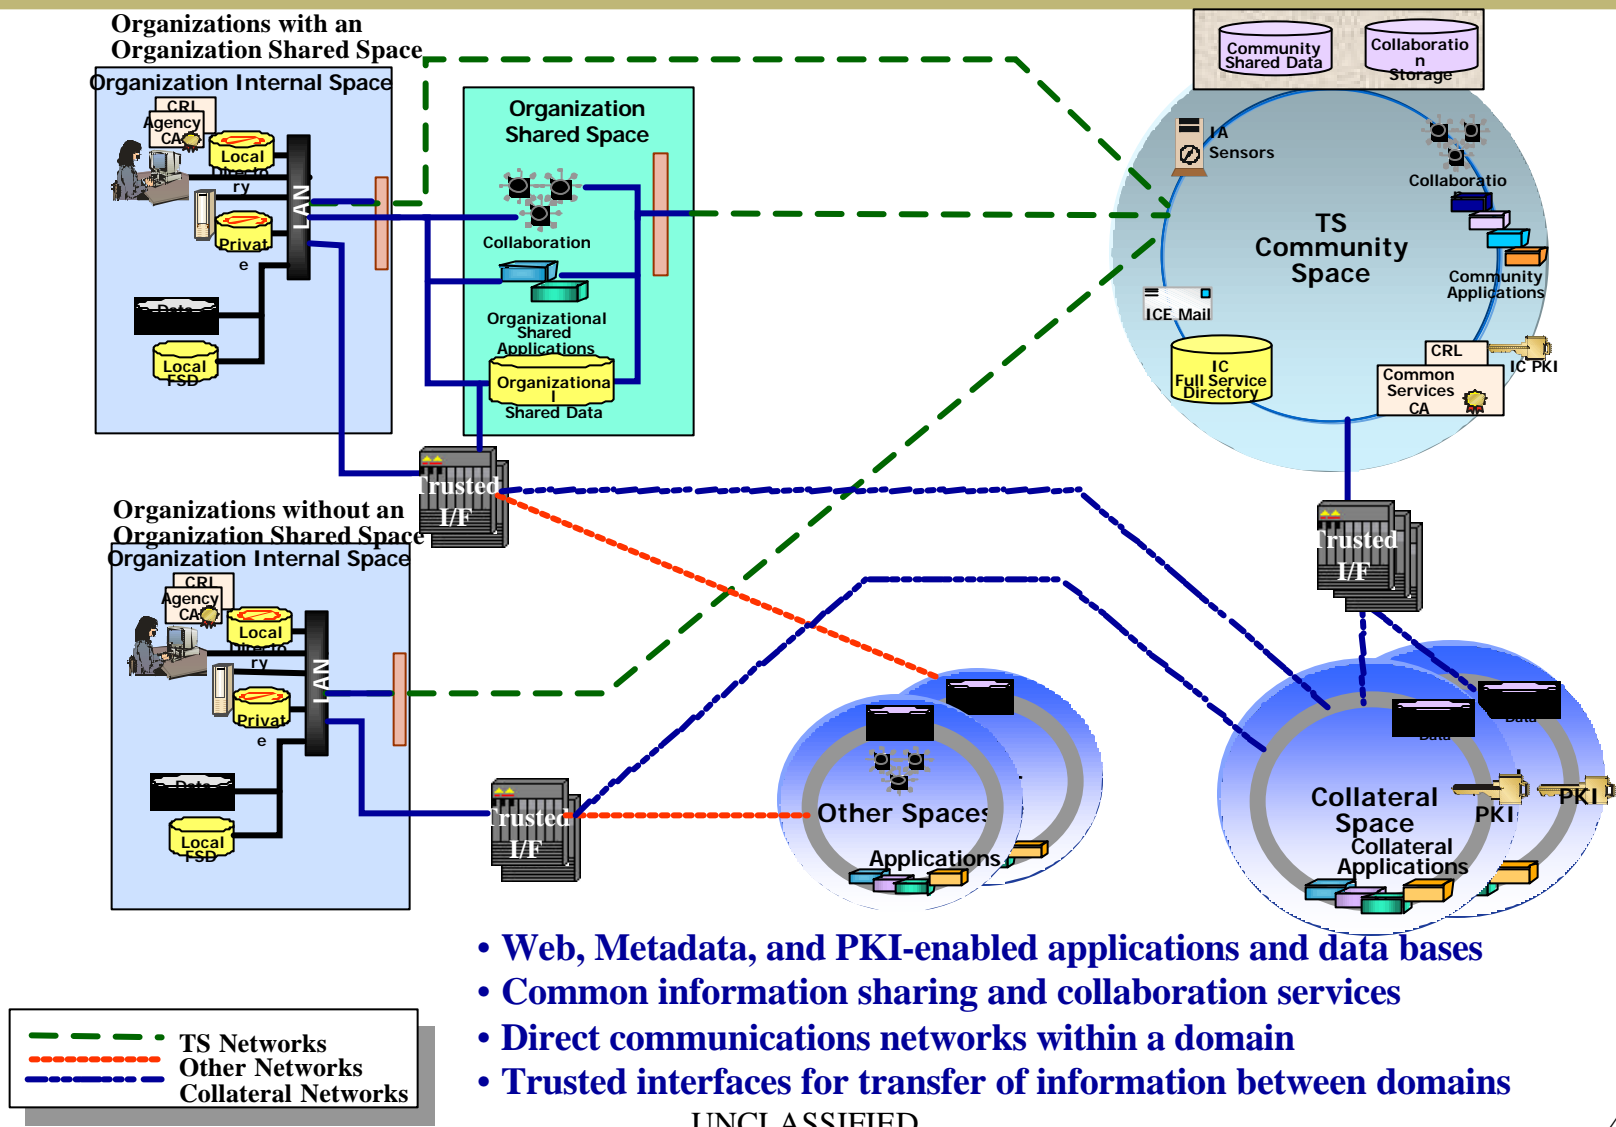 Organizations with an
Organization Shared Space
Organization Internal Space
CRL
Agency
CA
Local
Directo
ry
LAN
Privat
e
Data
Local
FSD
Organization
Shared Space
Collaboration
Organizational
Shared
Applications
Organizationa
l
Shared Data
Trusted
I/F
Community
Shared Data
Collaboratio
n
Storage
IA
Sensors
Collaboratio
n
TS
Community
Space
Community
Applications
ICE Mail
IC
Full Service
Directory
CRL
IC PKI
Common
Services
CA
Trusted
I/F
Organizations without an
Organization Shared Space
Organization Internal Space
CRL
Agency
CA
Local
Directo
ry
LAN
Privat
e
Data
Local
FSD
Trusted
I/F
Other Spaces
Applications
Data
Data
Collateral
Space
Collateral
Applications
PKI
PKI
• Web, Metadata, and PKI-enabled applications and data bases
• Common information sharing and collaboration services
• Direct communications networks within a domain
• Trusted interfaces for transfer of information between domains
TS Networks
Other Networks
Collateral Networks
UNCLASSIFIED